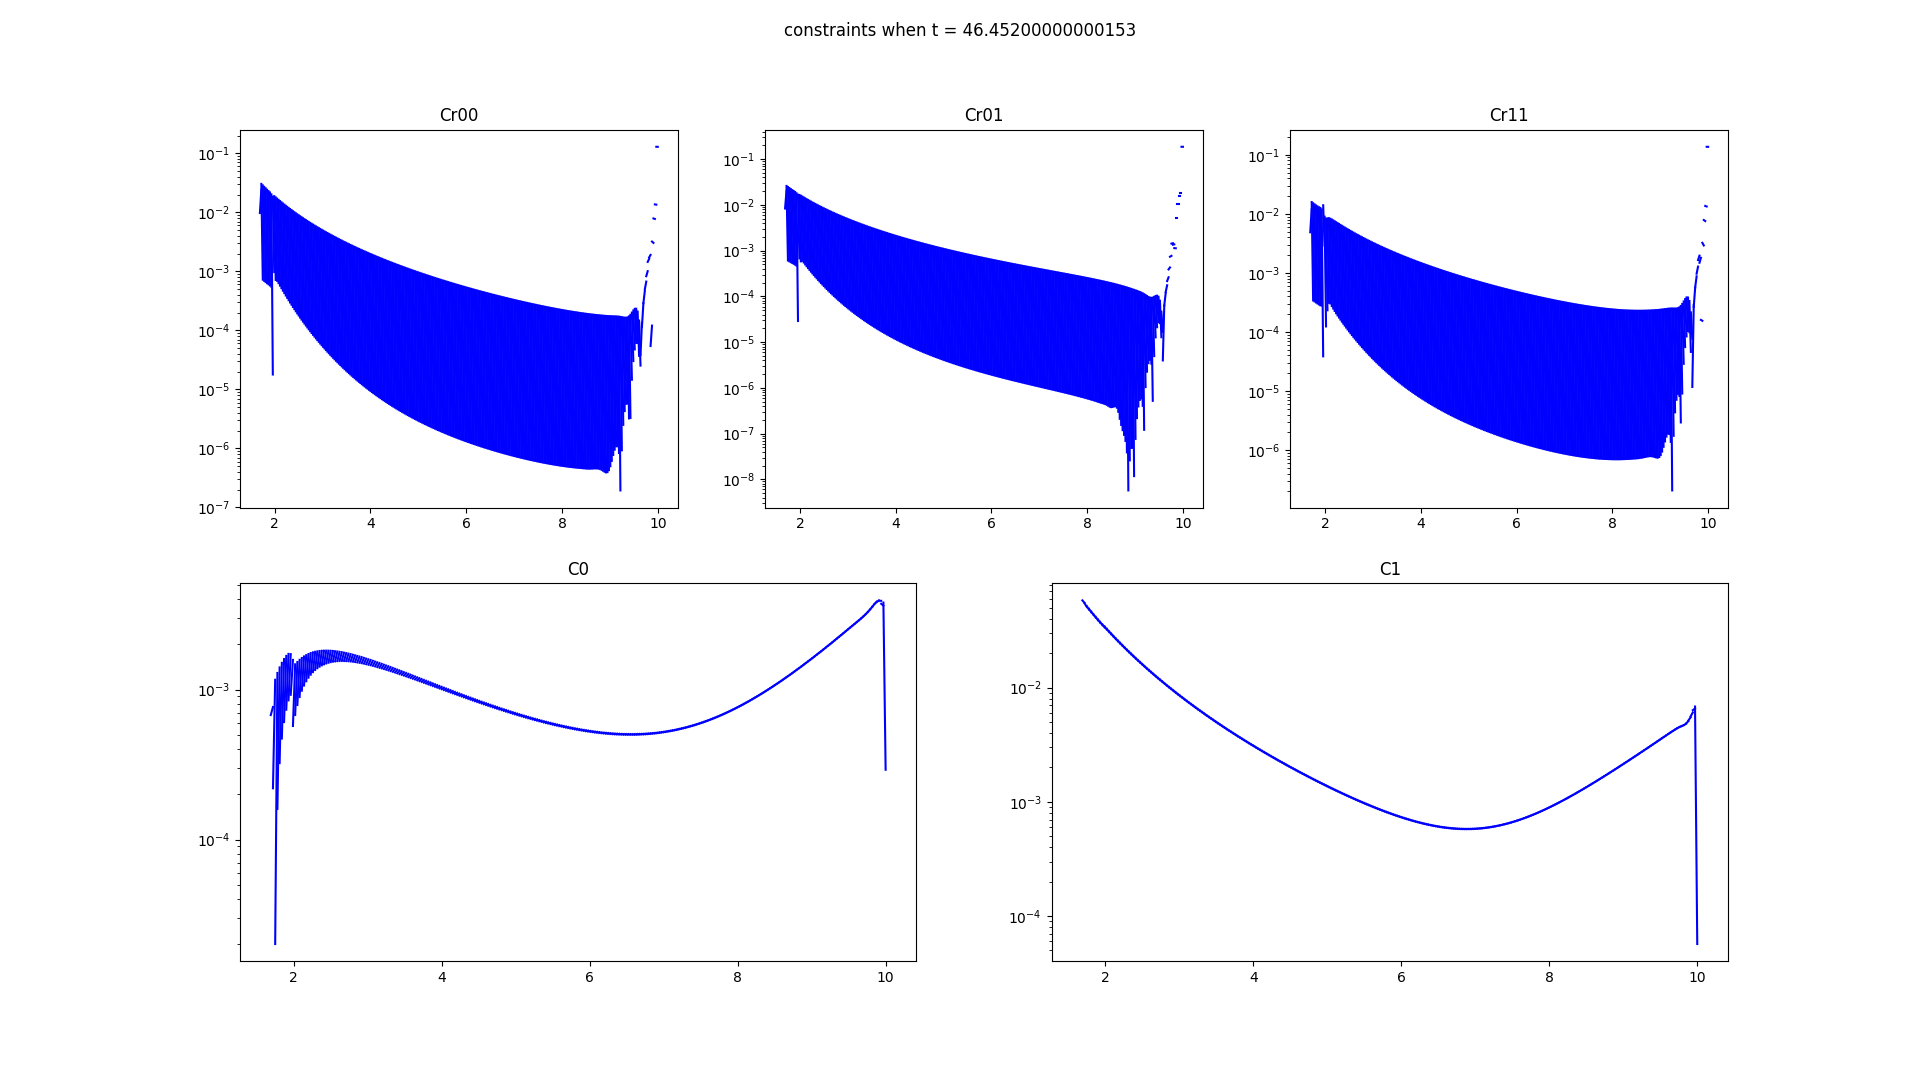 constraints when t = 46.45200000000153
Cr00 Cr01 Cr11
10⁻¹ 10⁻¹ 10⁻¹
10⁻² 10⁻² 10⁻²
10⁻³ 10⁻³ 10⁻³
10⁻⁴ 10⁻⁴ 10⁻⁴
10⁻⁵ 10⁻⁵ 10⁻⁵
10⁻⁶ 10⁻⁶ 10⁻⁶
10⁻⁷ 10⁻⁷
10⁻⁸
2 4 6 8 10 2 4 6 8 10 2 4 6 8 10
C0 C1
10⁻³ 10⁻²
10⁻⁴ 10⁻³
10⁻⁴
2 4 6 8 10 2 4 6 8 10